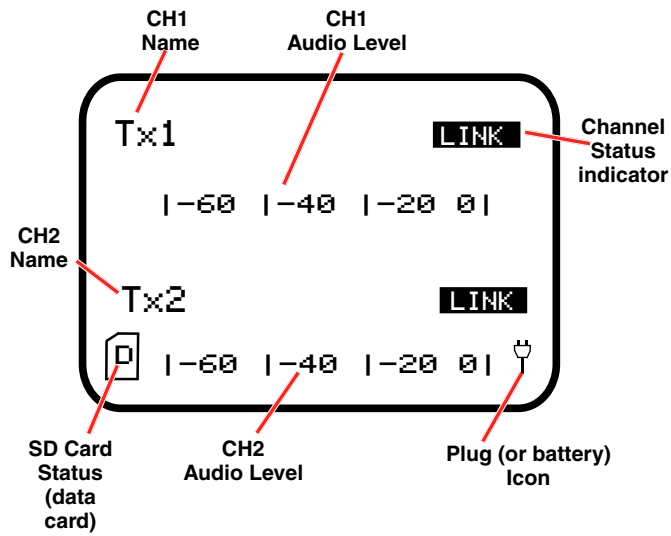 CH1
Name
CH1
Audio Level
Tx1
LINK
Channel
Status
indicator
|-60 |-40 |-20 0|
CH2
Name
Tx2
LINK
D
|-60 |-40 |-20 0|
SD Card
Status
(data
card)
CH2
Audio Level
Plug (or battery)
Icon